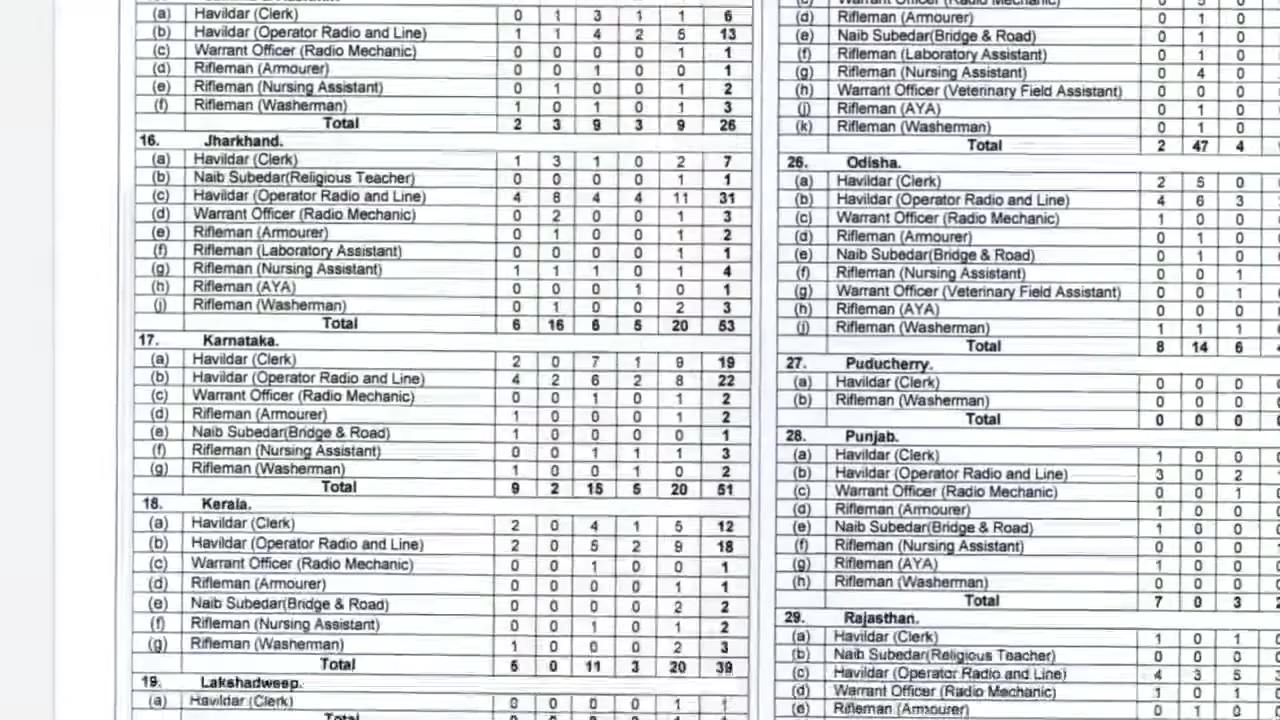 (a) Havildar (Clerk) 0 1 3 1 1 6
(b) Havildar (Operator Radio and Line) 1 1 4 2 5 13
(c) Warrant Officer (Radio Mechanic) 0 0 0 0 1 1
(d) Rifleman (Armourer) 0 0 1 0 0 1
(e) Rifleman (Nursing Assistant) 0 1 0 0 1 2
(f) Rifleman (Washerman) 1 0 1 0 1 3
Total 2 3 9 3 9 26
16. Jharkhand.
(a) Havildar (Clerk) 1 3 1 0 2 7
(b) Naib Subedar(Religious Teacher) 0 0 0 0 1 1
(c) Havildar (Operator Radio and Line) 4 8 4 4 11 31
(d) Warrant Officer (Radio Mechanic) 0 2 0 0 1 3
(e) Rifleman (Armourer) 0 1 0 0 1 2
(f) Rifleman (Laboratory Assistant) 0 0 0 0 1 1
(g) Rifleman (Nursing Assistant) 1 1 1 0 1 4
(h) Rifleman (AYA) 0 0 0 1 0 1
(j) Rifleman (Washerman) 0 1 0 0 2 3
Total 6 16 6 5 20 53
17. Karnataka.
(a) Havildar (Clerk) 2 0 7 1 9 19
(b) Havildar (Operator Radio and Line) 4 2 6 2 8 22
(c) Warrant Officer (Radio Mechanic) 0 0 1 0 1 2
(d) Rifleman (Armourer) 1 0 0 0 1 2
(e) Naib Subedar(Bridge & Road) 1 0 0 0 0 1
(f) Rifleman (Nursing Assistant) 0 0 1 1 1 3
(g) Rifleman (Washerman) 1 0 0 1 0 2
Total 9 2 15 5 20 51
18. Kerala.
(a) Havildar (Clerk) 2 0 4 1 5 12
(b) Havildar (Operator Radio and Line) 2 0 5 2 9 18
(c) Warrant Officer (Radio Mechanic) 0 0 1 0 0 1
(d) Rifleman (Armourer) 0 0 0 0 1 1
(e) Naib Subedar(Bridge & Road) 0 0 0 0 2 2
(f) Rifleman (Nursing Assistant) 0 0 1 0 1 2
(g) Rifleman (Washerman) 1 0 0 0 2 3
Total 5 0 11 3 20 39
19. Lakshadweep.
(a) Havildar (Clerk) 0 0 0 0 1 1
Total
Warrant Officer (Radio Mechanic)
(d) Rifleman (Armourer) 0 1 0
(e) Naib Subedar(Bridge & Road) 0 1 0
(f) Rifleman (Laboratory Assistant) 0 1 0
(g) Rifleman (Nursing Assistant) 0 4 0
(h) Warrant Officer (Veterinary Field Assistant) 0 0 0
(j) Rifleman (AYA) 0 1 0
(k) Rifleman (Washerman) 0 1 0
Total 2 47 4
26. Odisha.
(a) Havildar (Clerk) 2 5 0
(b) Havildar (Operator Radio and Line) 4 6 3
(c) Warrant Officer (Radio Mechanic) 1 0 0
(d) Rifleman (Armourer) 0 1 0
(e) Naib Subedar(Bridge & Road) 0 1 0
(f) Rifleman (Nursing Assistant) 0 0 1
(g) Warrant Officer (Veterinary Field Assistant) 0 0 1
(h) Rifleman (AYA) 0 0 0
(j) Rifleman (Washerman) 1 1 1
Total 8 14 6
27. Puducherry.
(a) Havildar (Clerk) 0 0 0
(b) Rifleman (Washerman) 0 0 0
Total 0 0 0
28. Punjab.
(a) Havildar (Clerk) 1 0 0
(b) Havildar (Operator Radio and Line) 3 0 2
(c) Warrant Officer (Radio Mechanic) 0 0 1
(d) Rifleman (Armourer) 1 0 0
(e) Naib Subedar(Bridge & Road) 1 0 0
(f) Rifleman (Nursing Assistant) 0 0 0
(g) Rifleman (AYA) 1 0 0
(h) Rifleman (Washerman) 0 0 0
Total 7 0 3
29. Rajasthan.
(a) Havildar (Clerk) 1 0 1
(b) Naib Subedar(Religious Teacher) 0 0 0
(c) Havildar (Operator Radio and Line) 4 3 5
(d) Warrant Officer (Radio Mechanic) 1 0 1
(e) Rifleman (Armourer) 0 1 0